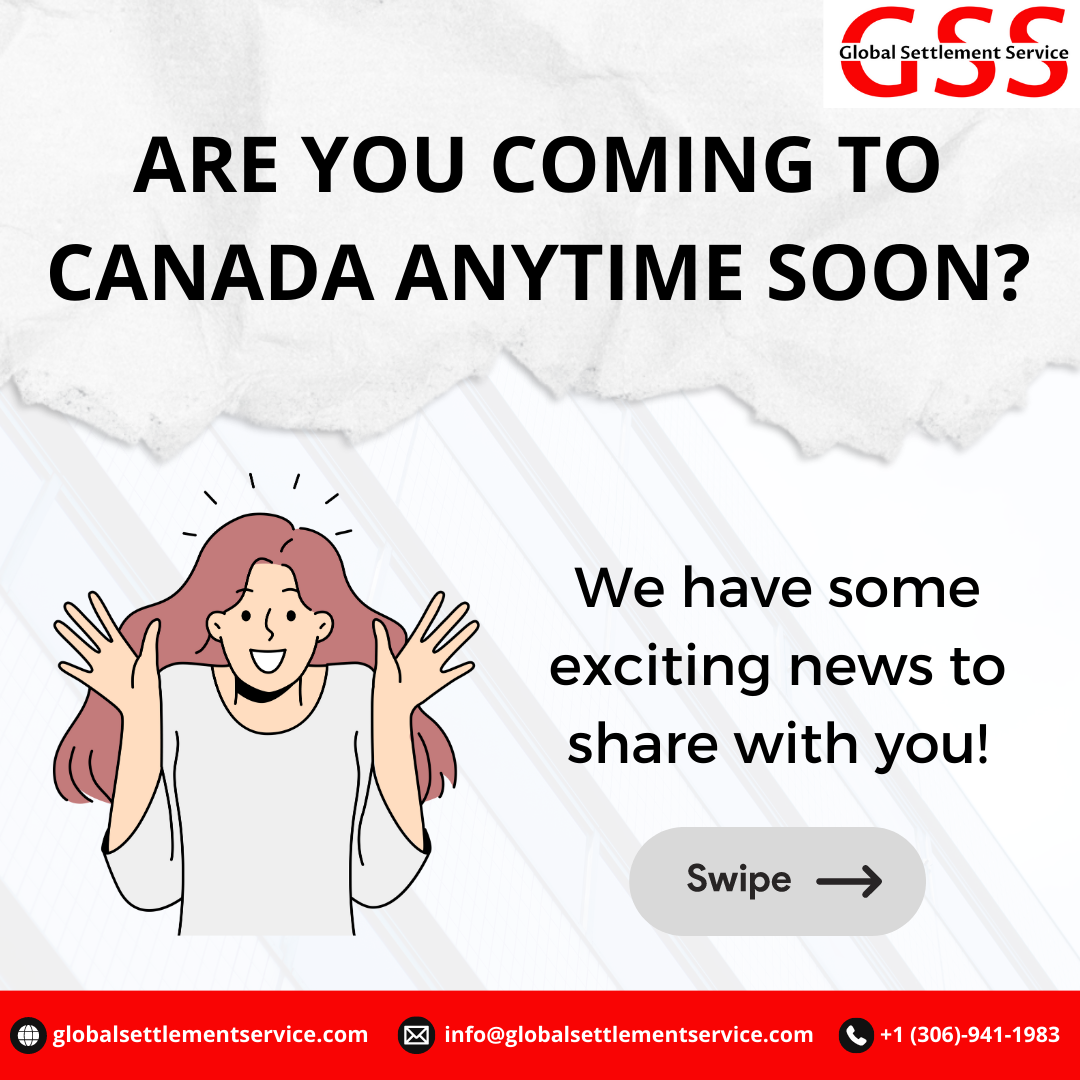 GSS
Global Settlement Service
ARE YOU COMING TO
CANADA ANYTIME SOON?
We have some
exciting news to
share with you!
Swipe
globalsettlementservice.com
info@globalsettlementservice.com
+1 (306)-941-1983